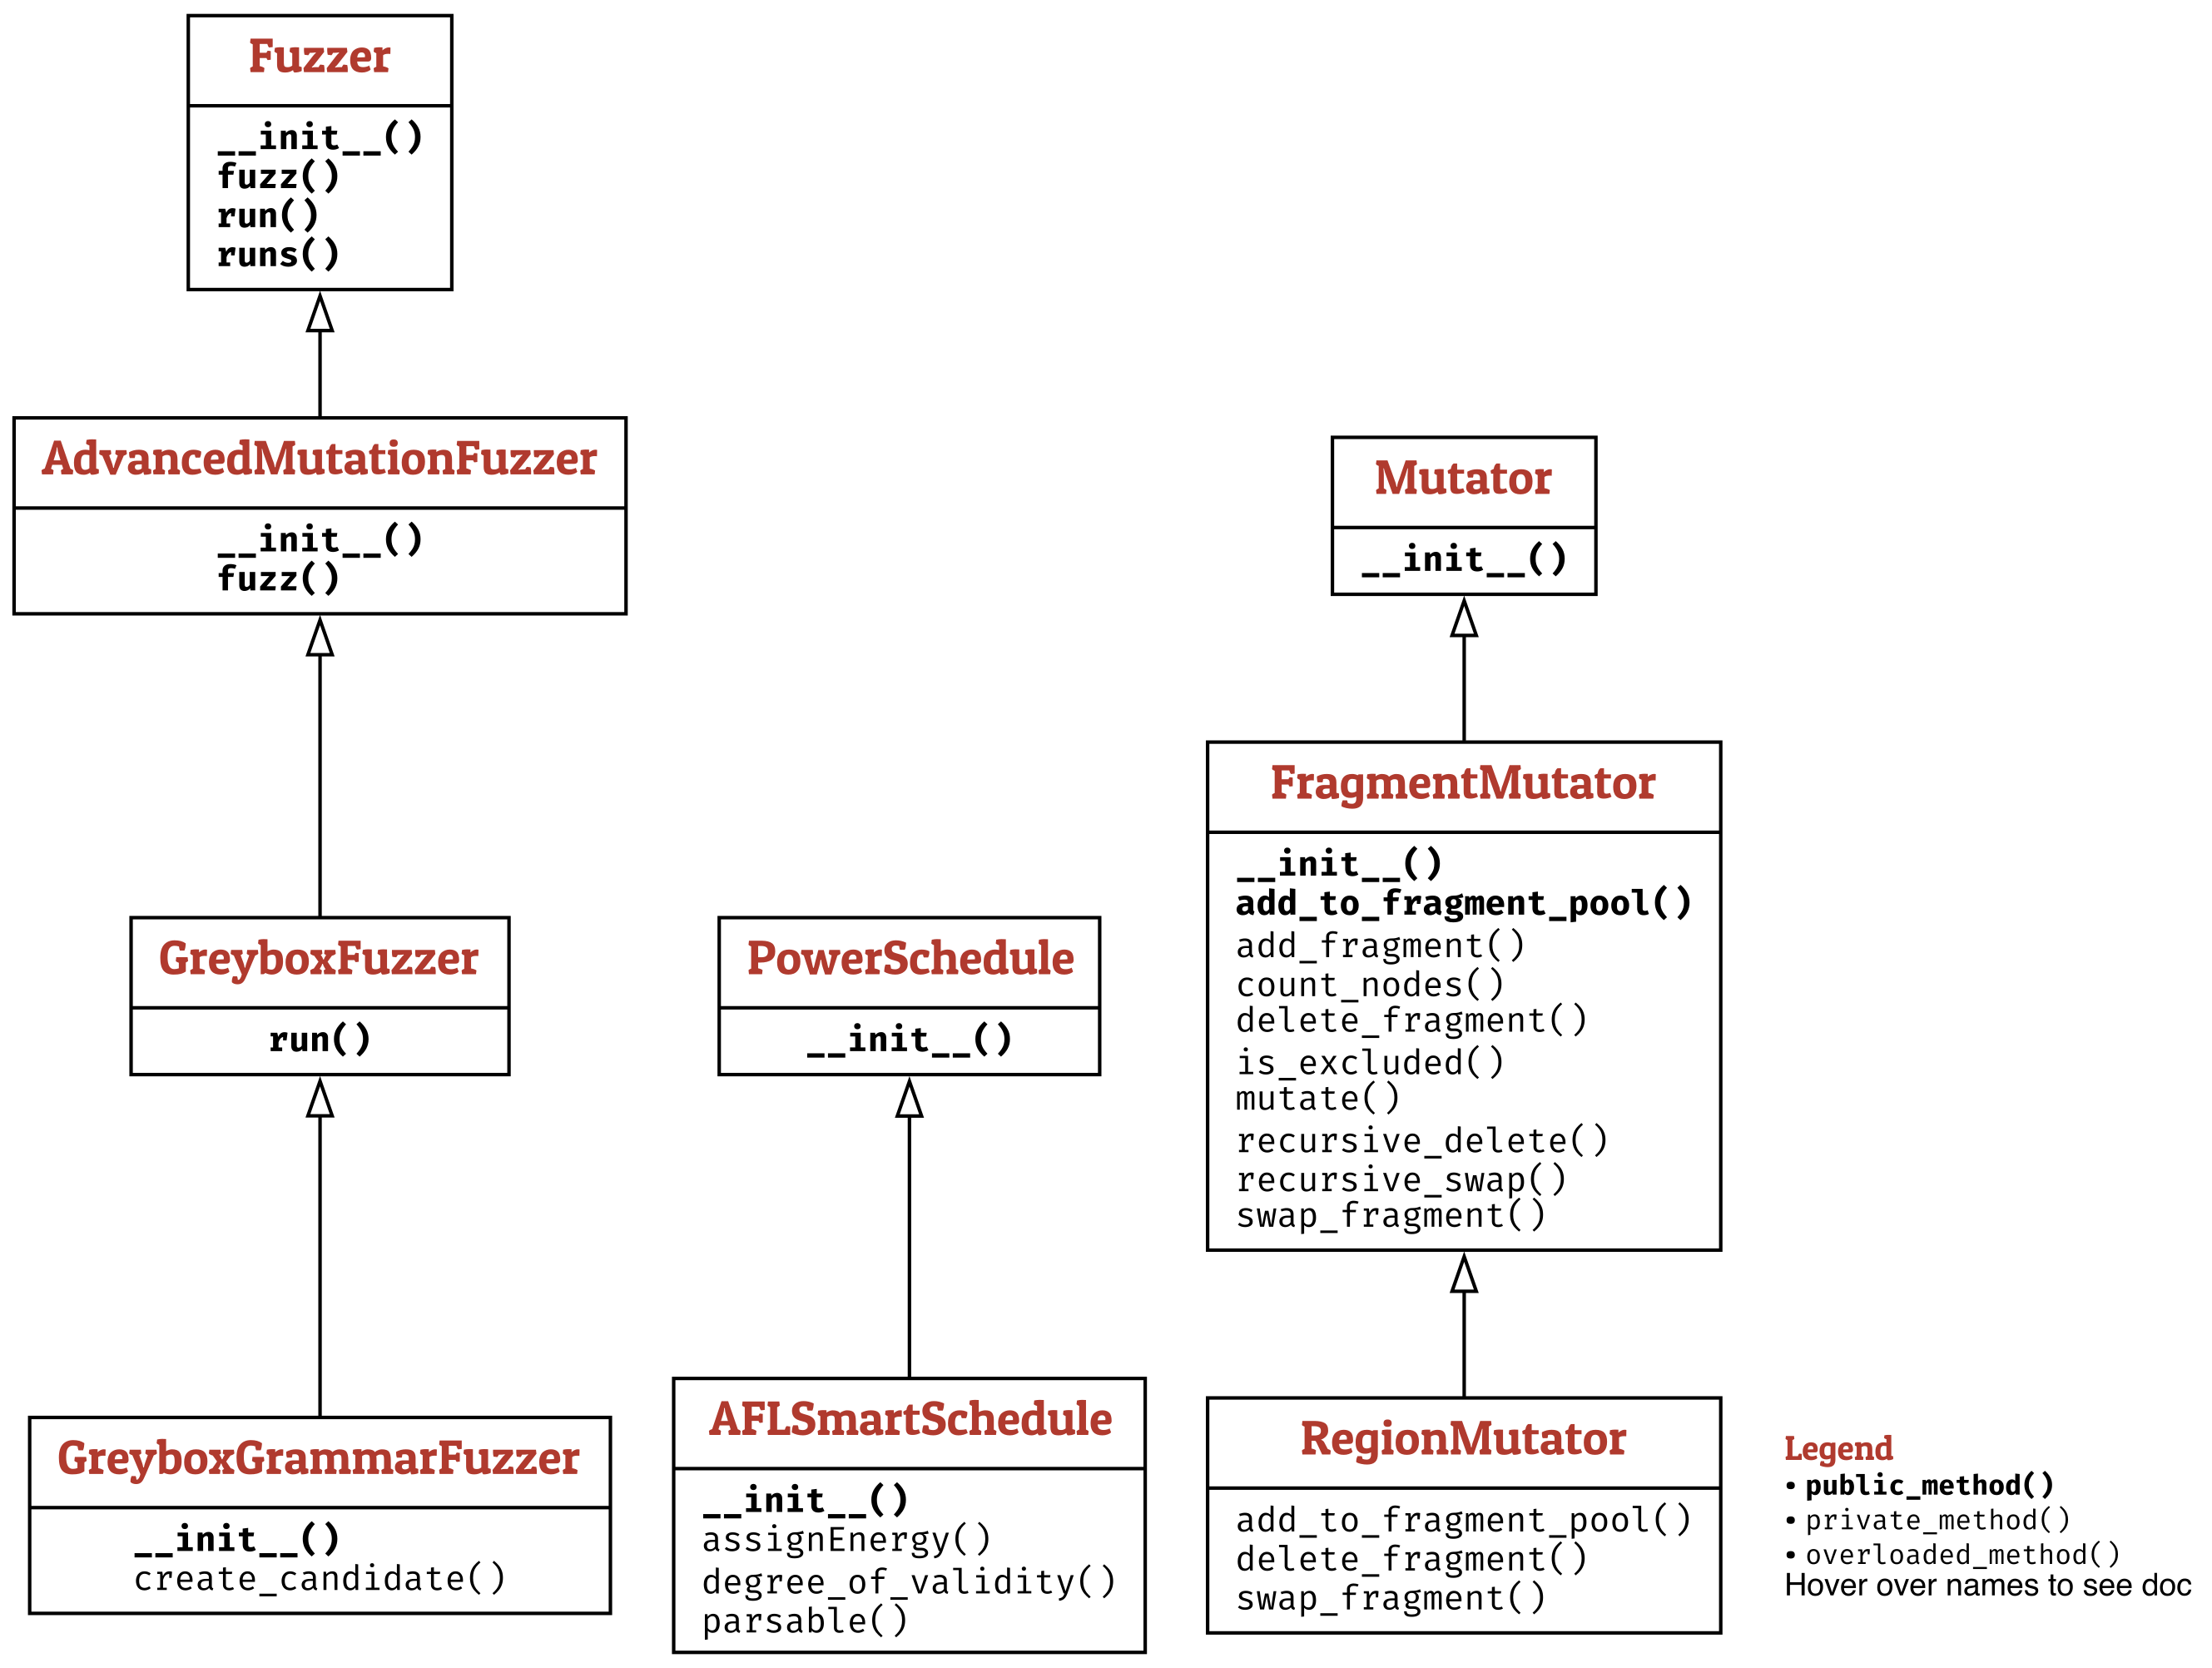 Fuzzer
__init__()
fuzz()
run()
runs()
AdvancedMutationFuzzer
__init__()
fuzz()
GreyboxFuzzer
run()
GreyboxGrammarFuzzer
__init__()
create_candidate()
PowerSchedule
__init__()
AFLSmartSchedule
__init__()
assignEnergy()
degree_of_validity()
parsable()
Mutator
__init__()
FragmentMutator
__init__()
add_to_fragment_pool()
add_fragment()
count_nodes()
delete_fragment()
is_excluded()
mutate()
recursive_delete()
recursive_swap()
swap_fragment()
RegionMutator
add_to_fragment_pool()
delete_fragment()
swap_fragment()
Legend
• public_method()
• private_method()
• overloaded_method()
Hover over names to see doc